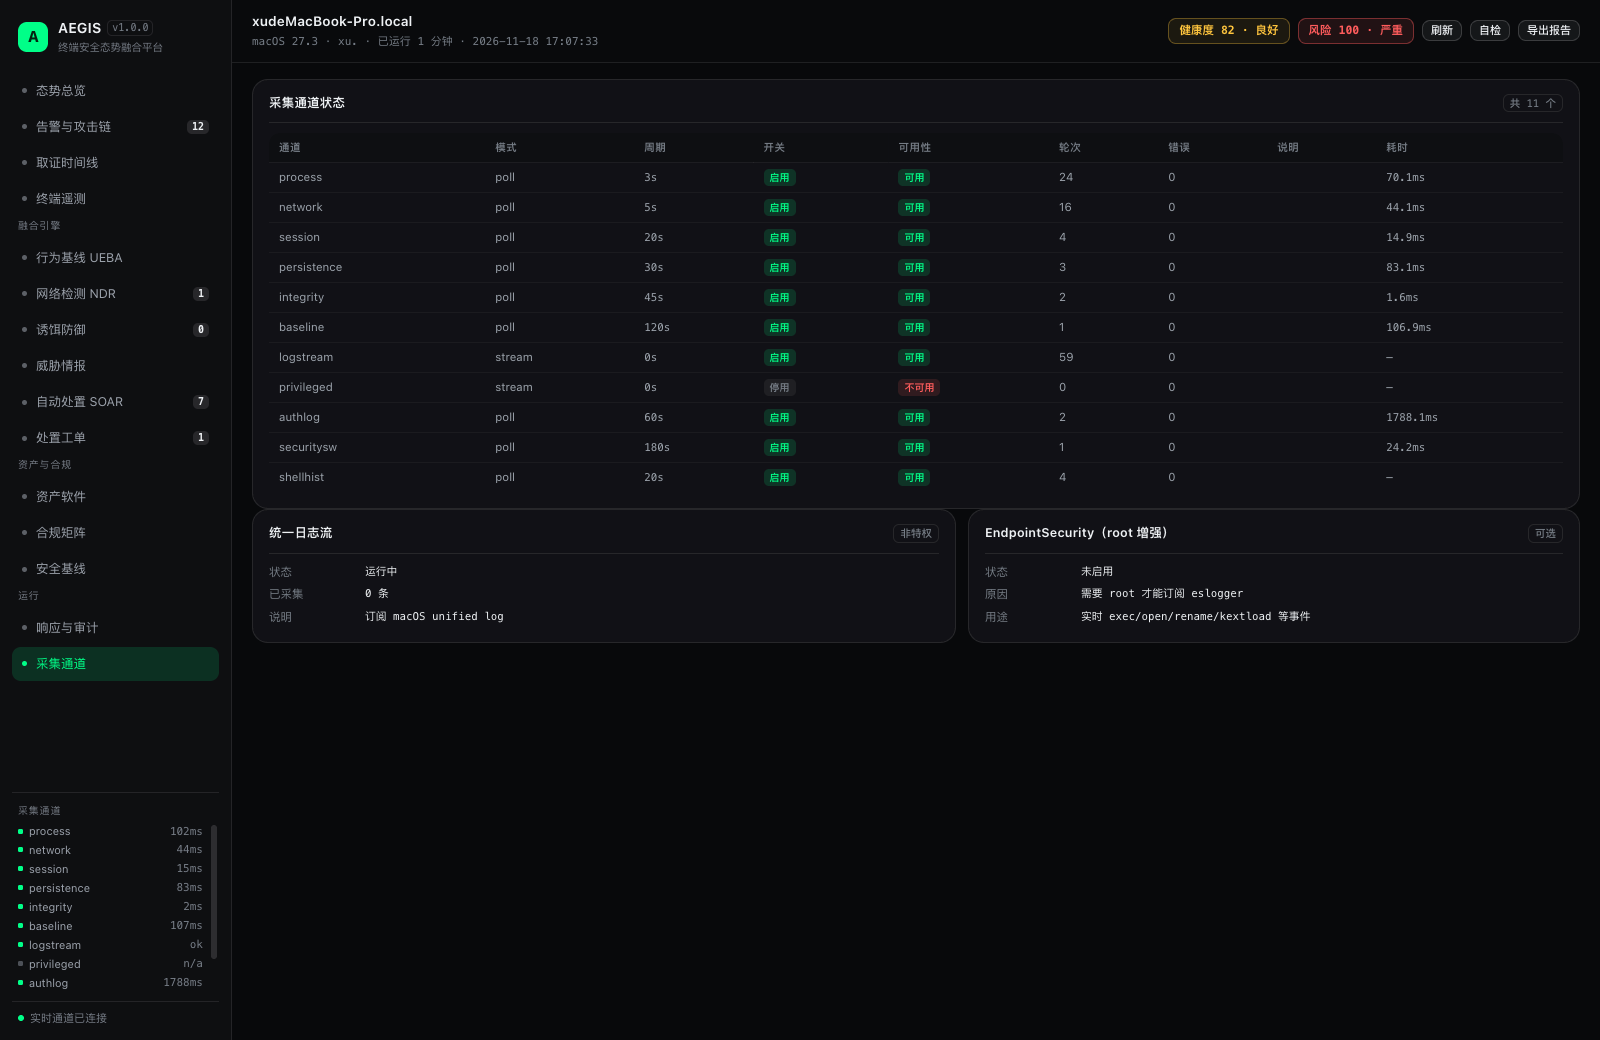 A
AEGIS v1.0.0
终端安全态势融合平台
态势总览
告警与攻击链 12
取证时间线
终端遥测
融合引擎
行为基线 UEBA
网络检测 NDR 1
诱饵防御 0
威胁情报
自动处置 SOAR 7
处置工单 1
资产与合规
资产软件
合规矩阵
安全基线
运行
响应与审计
采集通道
采集通道
process 102ms
network 44ms
session 15ms
persistence 83ms
integrity 2ms
baseline 107ms
logstream ok
privileged n/a
authlog 1788ms
实时通道已连接
xudeMacBook-Pro.local
macOS 27.3 · xu. · 已运行 1 分钟 · 2026-11-18 17:07:33
健康度 82 · 良好 风险 100 · 严重 刷新 自检 导出报告
采集通道状态 共 11 个
通道 模式 周期 开关 可用性 轮次 错误 说明 耗时
process poll 3s 启用 可用 24 0 70.1ms
network poll 5s 启用 可用 16 0 44.1ms
session poll 20s 启用 可用 4 0 14.9ms
persistence poll 30s 启用 可用 3 0 83.1ms
integrity poll 45s 启用 可用 2 0 1.6ms
baseline poll 120s 启用 可用 1 0 106.9ms
logstream stream 0s 启用 可用 59 0 —
privileged stream 0s 停用 不可用 0 0 —
authlog poll 60s 启用 可用 2 0 1788.1ms
securitysw poll 180s 启用 可用 1 0 24.2ms
shellhist poll 20s 启用 可用 4 0 —
统一日志流 非特权
状态 运行中
已采集 0 条
说明 订阅 macOS unified log
EndpointSecurity（root 增强） 可选
状态 未启用
原因 需要 root 才能订阅 eslogger
用途 实时 exec/open/rename/kextload 等事件